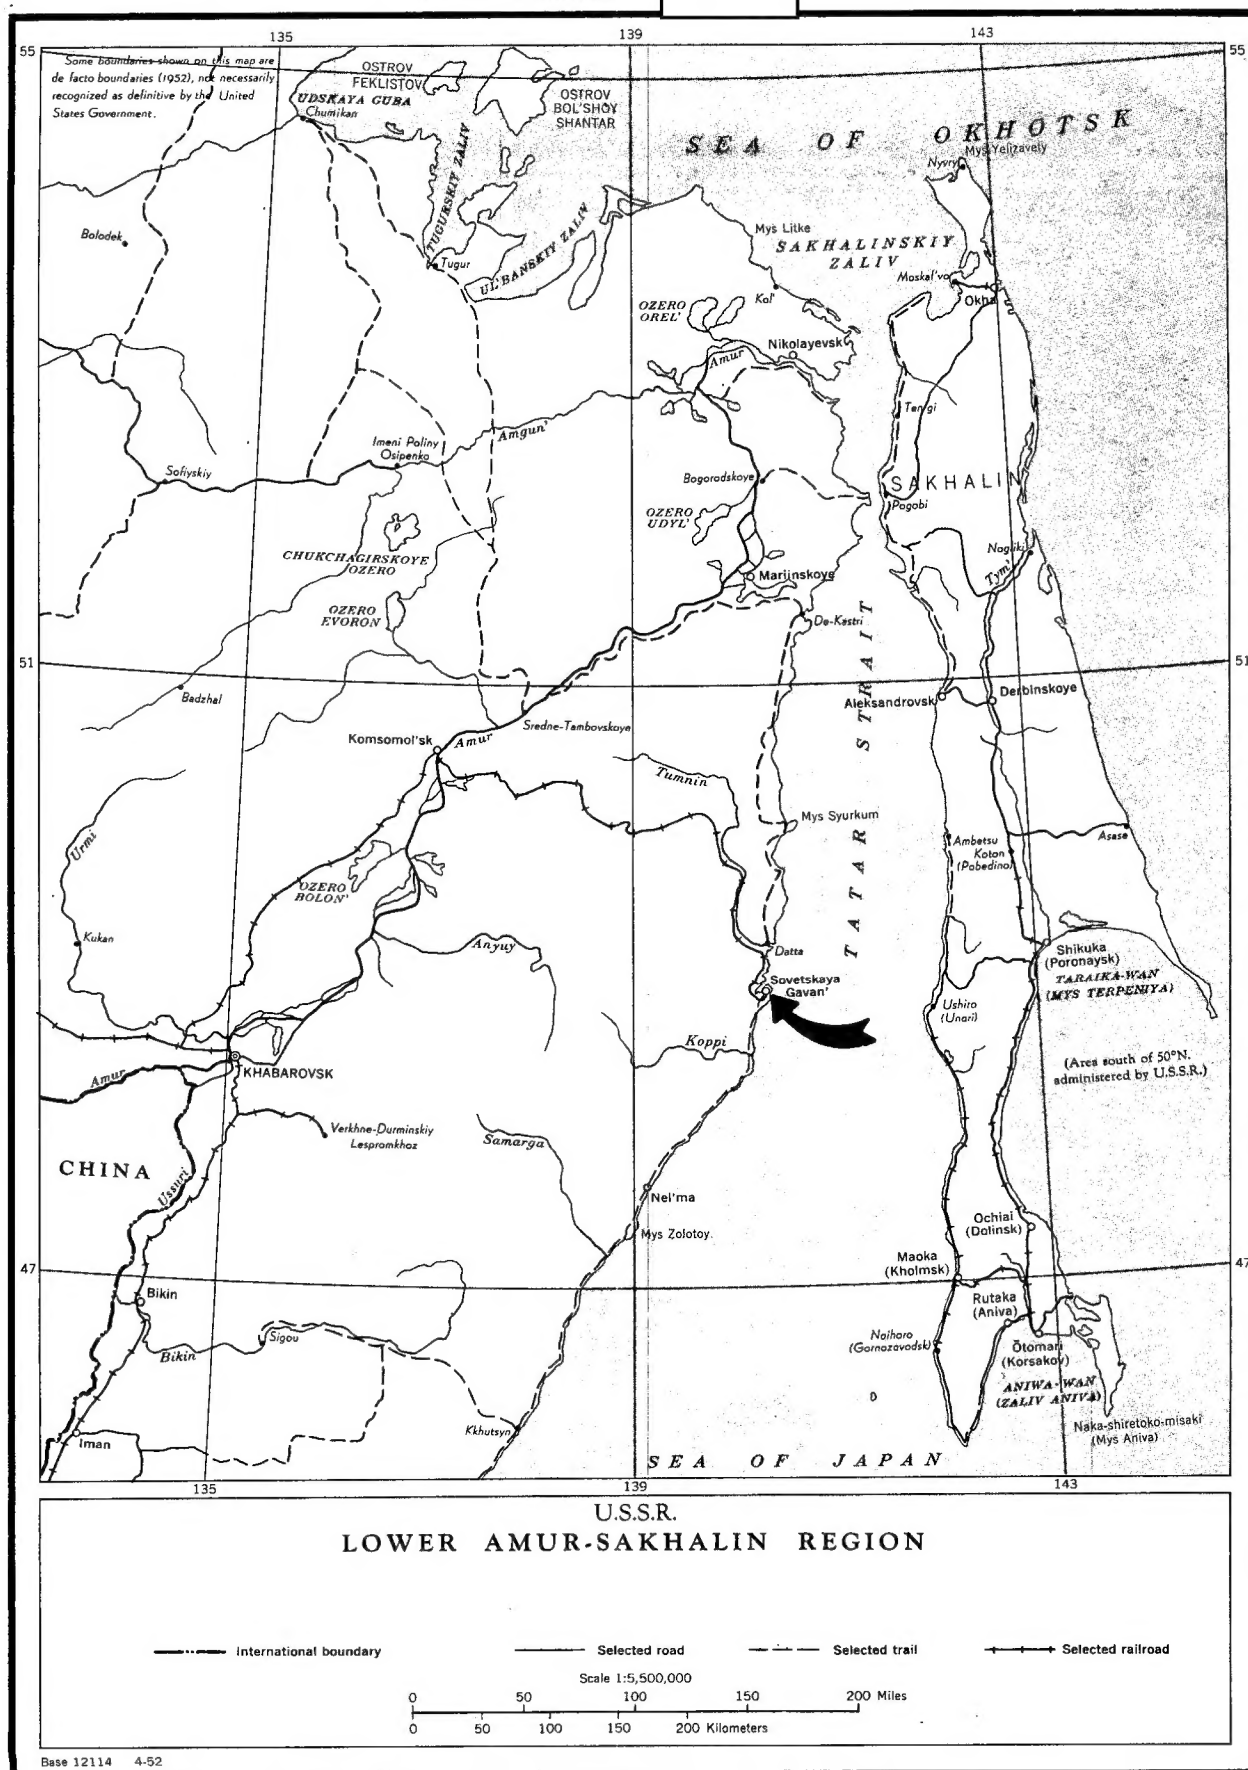 135
139
143
55
55
Some boundaries shown on this map are
de facto boundaries (1952), not necessarily
recognized as definitive by the United
States Government.
OSTROV
FEKLISTOV
OSTROV
BOL'SHOY
SHANTAR
UDSKAYA GUBA
Chumikan
SEA OF OKHOTSK
Mys Yelizavely
Nyvry
TUGURSKIY ZALIV
Bolodek
Tugur
UL'BANSKIY ZALIV
Mys Litke
SAKHALINSKIY
ZALIV
Moskal'vo
Okha
Kol'
OZERO
OREL'
Nikolayevsk
Amur
Tengi
Amgun'
Imeni Poliny
Osipenko
Sofiyskiy
Bogorodskoye
SAKHALIN
Pogobi
OZERO
UDYL'
CHUKCHAGIRSKOYE
OZERO
Nogliki
Tym'
Mariinskoye
OZERO
EVORON
De-Kastri
51
51
Badzhal
Aleksandrovsk
Derbinskoye
Sredne-Tambovskoye
Komsomol'sk
Amur
TATAR STRAIT
Tumnin
Mys Syurkum
Urmi
Ambetsu
Koton
(Pobedino)
Asase
OZERO
BOLON'
Kukan
Anyuy
Datta
Shikuka
(Poronaysk)
TARAIKA-WAN
(MYS TERPENIYA)
Sovetskaya
Gavan'
Ushiro
(Unari)
Koppi
(Area south of 50°N.
administered by U.S.S.R.)
Amur
KHABAROVSK
Verkhne-Durminskiy
Lespromkhoz
Samarga
CHINA
Ussuri
Nel'ma
Mys Zolotoy
Ochiai
(Dolinsk)
Maoka
(Kholmsk)
47
47
Bikin
Rutaka
(Aniva)
Sigou
Bikin
Naihoro
(Gornozavodsk)
Ōtomari
(Korsakov)
ANIWA-WAN
(ZALIV ANIVA)
D
Naka-shiretoko-misaki
(Mys Aniva)
Kkhutsyn
Iman
SEA OF JAPAN
135
139
143
U.S.S.R.
LOWER AMUR-SAKHALIN REGION
International boundary
Selected road
Selected trail
Selected railroad
Scale 1:5,500,000
0 50 100 150 200 Miles
0 50 100 150 200 Kilometers
Base 12114 4-52